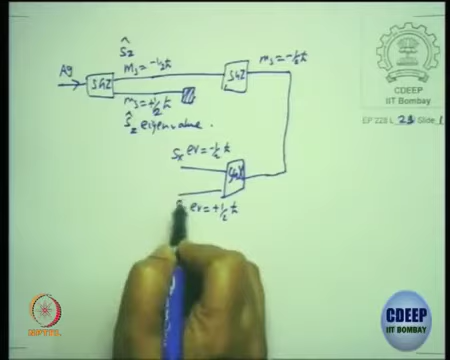 Ŝz
Ag
SGZ
mₛ = -½ħ
SGZ
mₛ = -½ħ
mₛ = +½ħ
Ŝz eigenvalue.
Sx ev = -½ħ
SGX
ev = +½ħ
CDEEP
IIT Bombay
EP 228 L 23 Slide 1
NPTEL
CDEEP
IIT Bombay